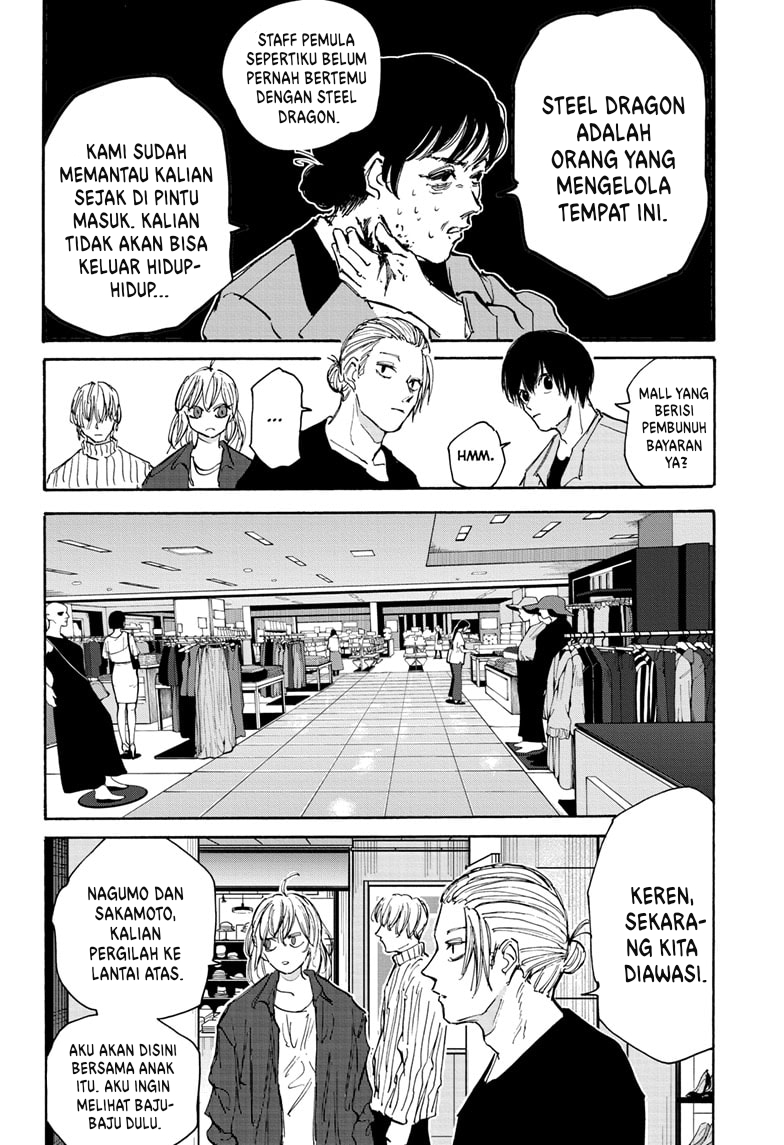 STEEL DRAGON
ADALAH
ORANG YANG
MENGELOLA
TEMPAT INI.
STAFF PEMULA
SEPERTIKU BELUM
PERNAH BERTEMU
DENGAN STEEL
DRAGON.
KAMI SUDAH
MEMANTAU KALIAN
SEJAK DI PINTU
MASUK. KALIAN
TIDAK AKAN BISA
KELUAR HIDUP-
HIDUP...
MALL YANG
BERISI
PEMBUNUH
BAYARAN
YA?
HMM.
...
KEREN,
SEKARA-
NG KITA
DIAWASI.
NAGUMO DAN
SAKAMOTO,
KALIAN
PERGILAH KE
LANTAI ATAS.
AKU AKAN DISINI
BERSAMA ANAK
ITU. AKU INGIN
MELIHAT BAJU-
BAJU DULU.